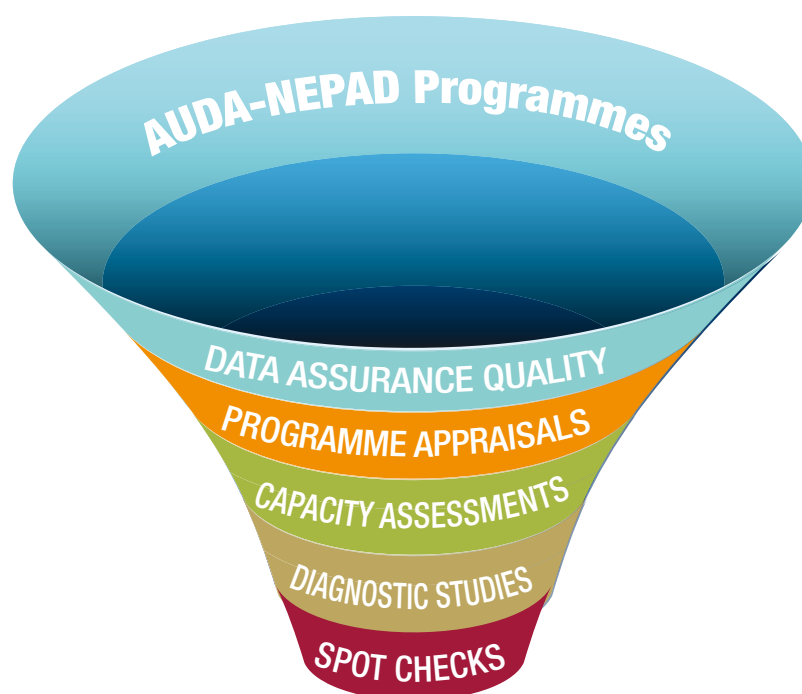 AUDA-NEPAD Programmes
DATA ASSURANCE QUALITY
PROGRAMME APPRAISALS
CAPACITY ASSESSMENTS
DIAGNOSTIC STUDIES
SPOT CHECKS